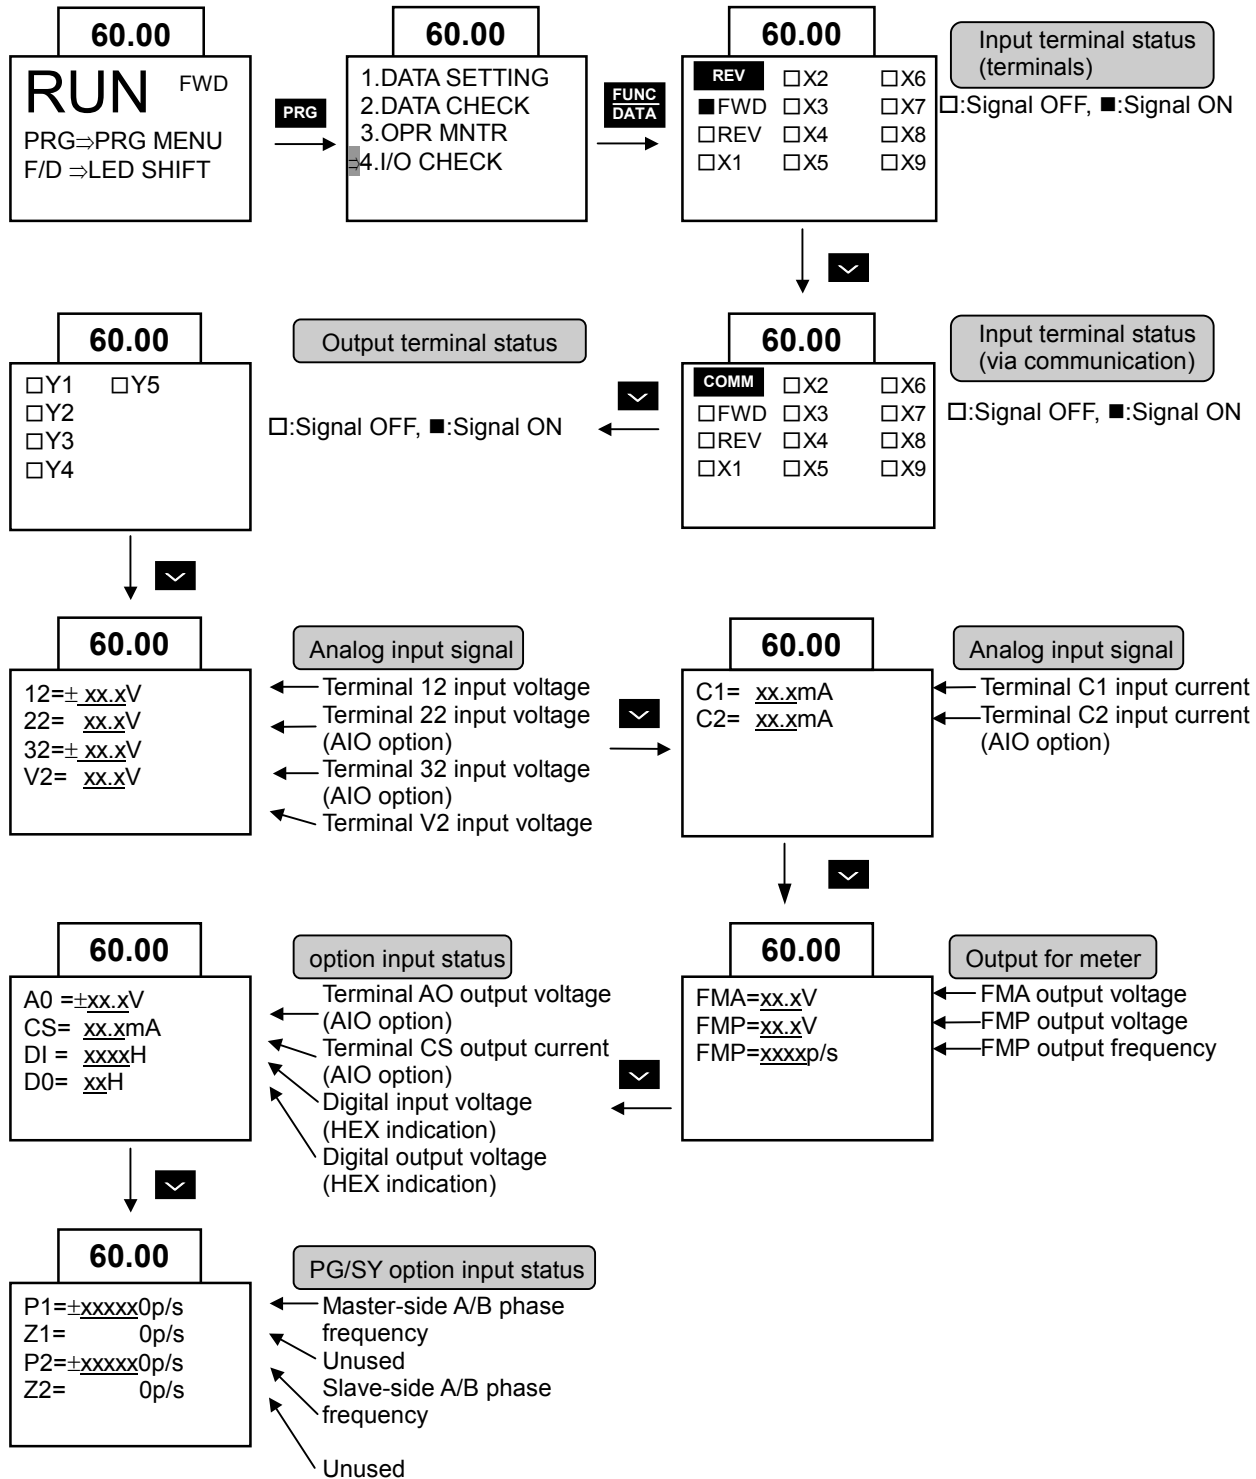 60.00
RUN FWD
PRG⇒PRG MENU
F/D ⇒LED SHIFT
PRG
60.00
1.DATA SETTING
2.DATA CHECK
3.OPR MNTR
⇒4.I/O CHECK
FUNC
DATA
60.00
REV □X2 □X6
■FWD □X3 □X7
□REV □X4 □X8
□X1 □X5 □X9
Input terminal status
(terminals)
□:Signal OFF, ■:Signal ON
60.00
COMM □X2 □X6
□FWD □X3 □X7
□REV □X4 □X8
□X1 □X5 □X9
Input terminal status
(via communication)
□:Signal OFF, ■:Signal ON
60.00
□Y1 □Y5
□Y2
□Y3
□Y4
Output terminal status
□:Signal OFF, ■:Signal ON
60.00
12=± xx.xV
22= xx.xV
32=± xx.xV
V2= xx.xV
Analog input signal
Terminal 12 input voltage
Terminal 22 input voltage
(AIO option)
Terminal 32 input voltage
(AIO option)
Terminal V2 input voltage
60.00
C1= xx.xmA
C2= xx.xmA
Analog input signal
Terminal C1 input current
Terminal C2 input current
(AIO option)
60.00
FMA=xx.xV
FMP=xx.xV
FMP=xxxxp/s
Output for meter
FMA output voltage
FMP output voltage
FMP output frequency
60.00
A0 =±xx.xV
CS= xx.xmA
DI = xxxxH
D0= xxH
option input status
Terminal AO output voltage
(AIO option)
Terminal CS output current
(AIO option)
Digital input voltage
(HEX indication)
Digital output voltage
(HEX indication)
60.00
P1=±xxxxx0p/s
Z1= 0p/s
P2=±xxxxx0p/s
Z2= 0p/s
PG/SY option input status
Master-side A/B phase
frequency
Unused
Slave-side A/B phase
frequency
Unused